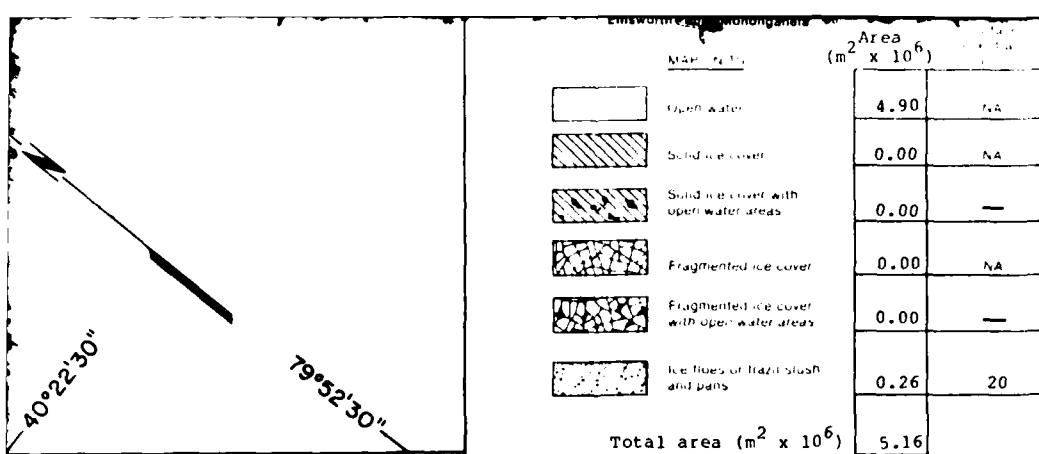 40°22'30"
79°52'30"
Emsworth
Area
(m² x 10⁶)
Open water 4.90 NA
Solid ice cover 0.00 NA
Solid ice cover with
open water areas 0.00 —
Fragmented ice cover 0.00 NA
Fragmented ice cover
with open water areas 0.00 —
Ice floes or frazil slush
and pans 0.26 20
Total area (m² x 10⁶) 5.16